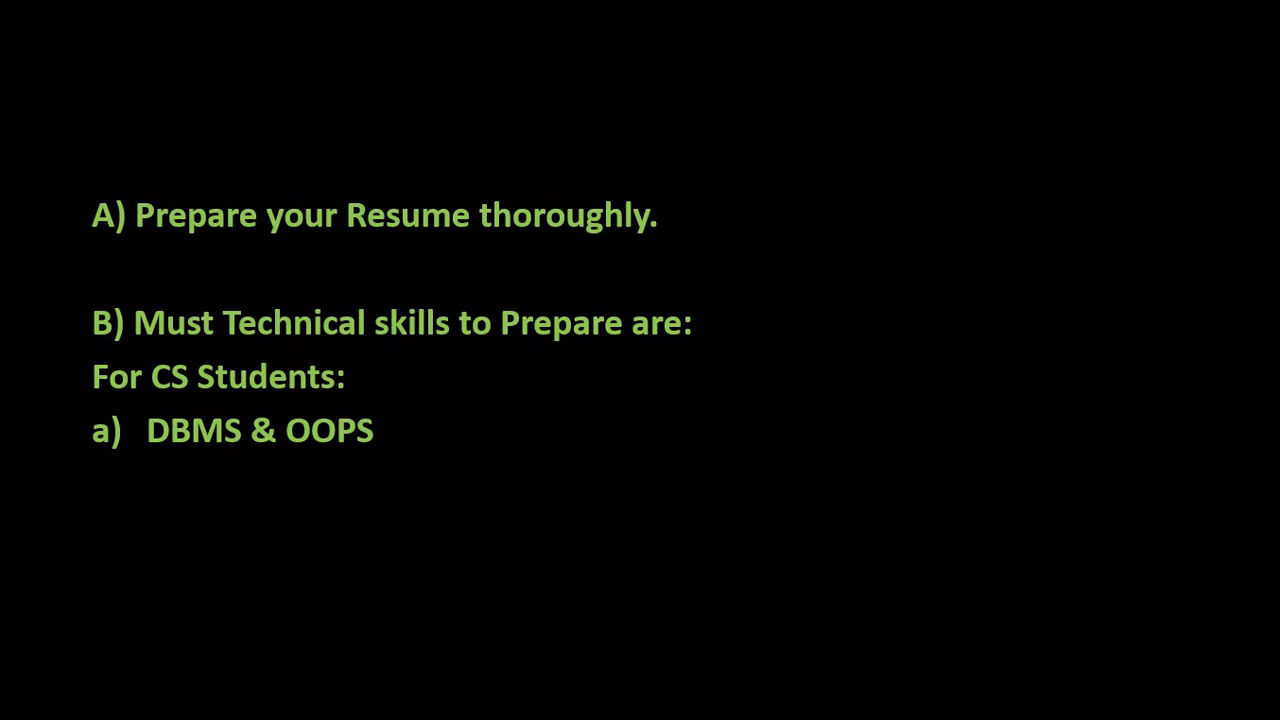 A) Prepare your Resume thoroughly.
B) Must Technical skills to Prepare are:
For CS Students:
a) DBMS & OOPS